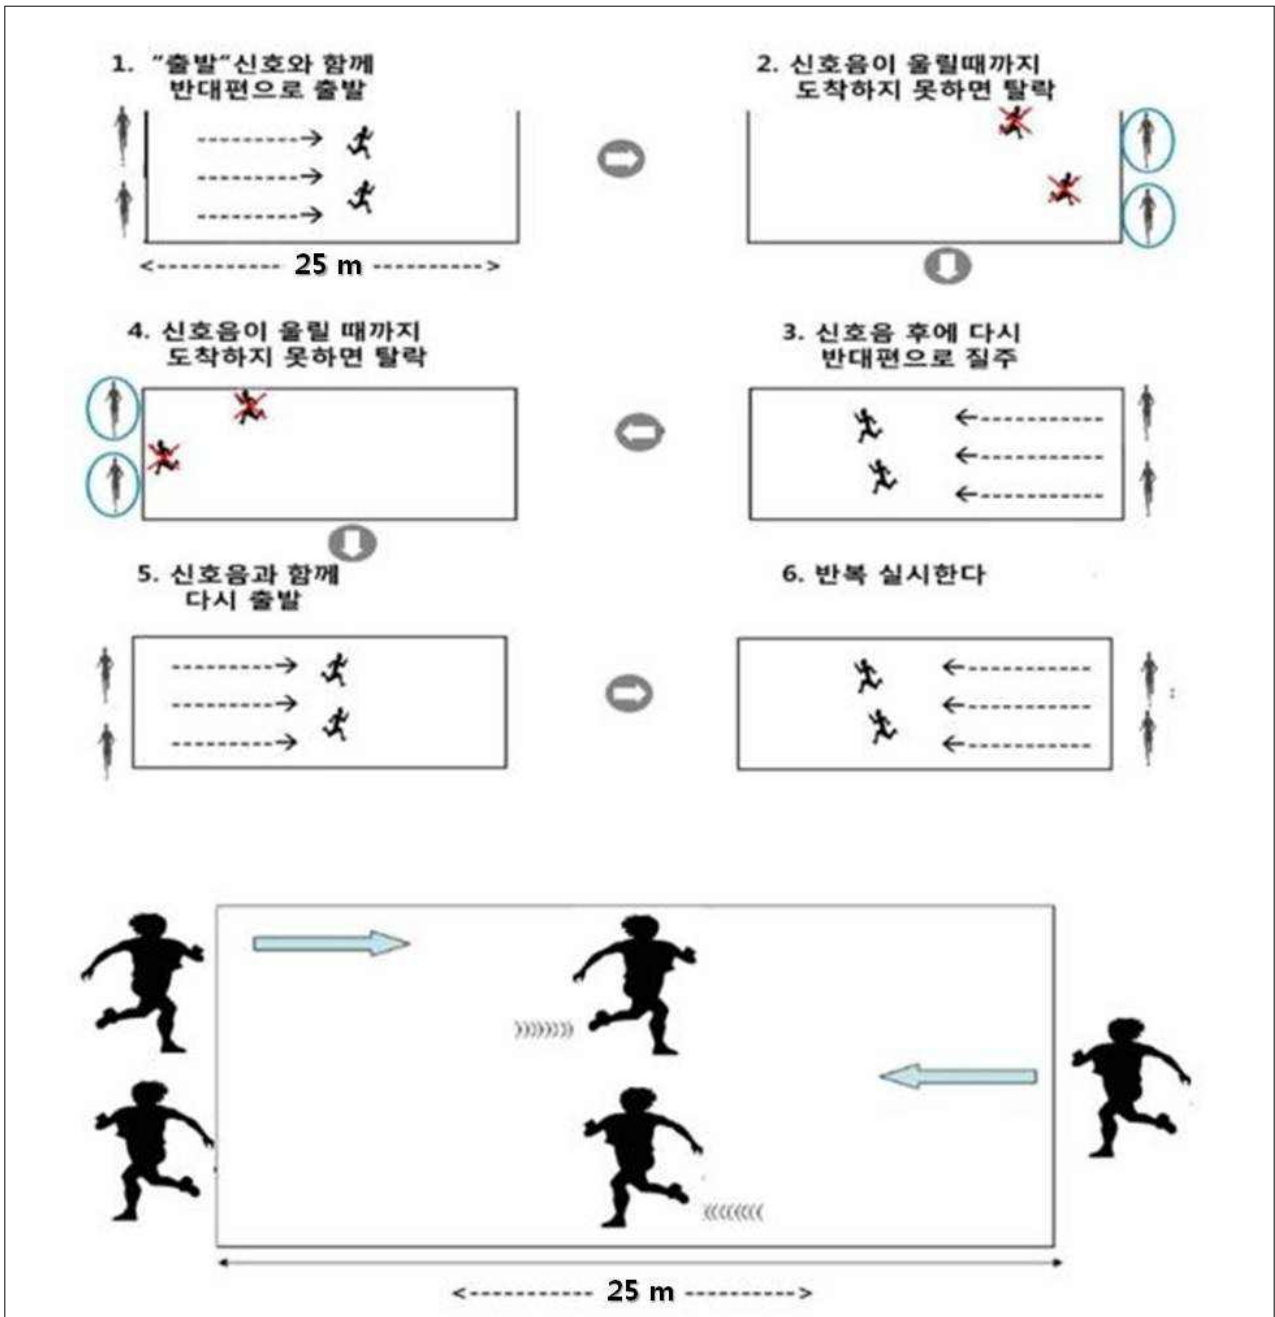 1. "출발"신호와 함께
반대편으로 출발
25 m
2. 신호음이 울릴때까지
도착하지 못하면 탈락
3. 신호음 후에 다시
반대편으로 질주
4. 신호음이 울릴 때까지
도착하지 못하면 탈락
5. 신호음과 함께
다시 출발
6. 반복 실시한다
25 m